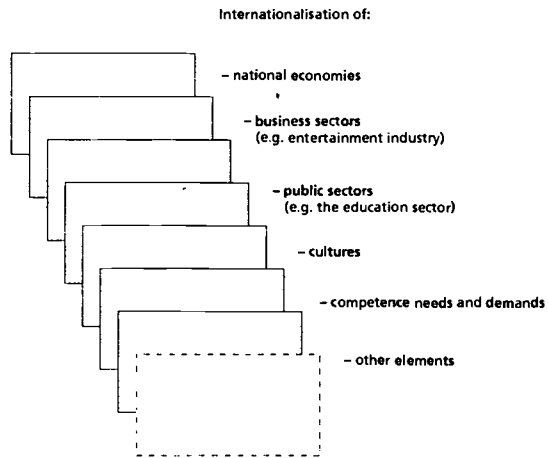 Internationalisation of:
– national economies
– business sectors
(e.g. entertainment industry)
– public sectors
(e.g. the education sector)
– cultures
– competence needs and demands
– other elements